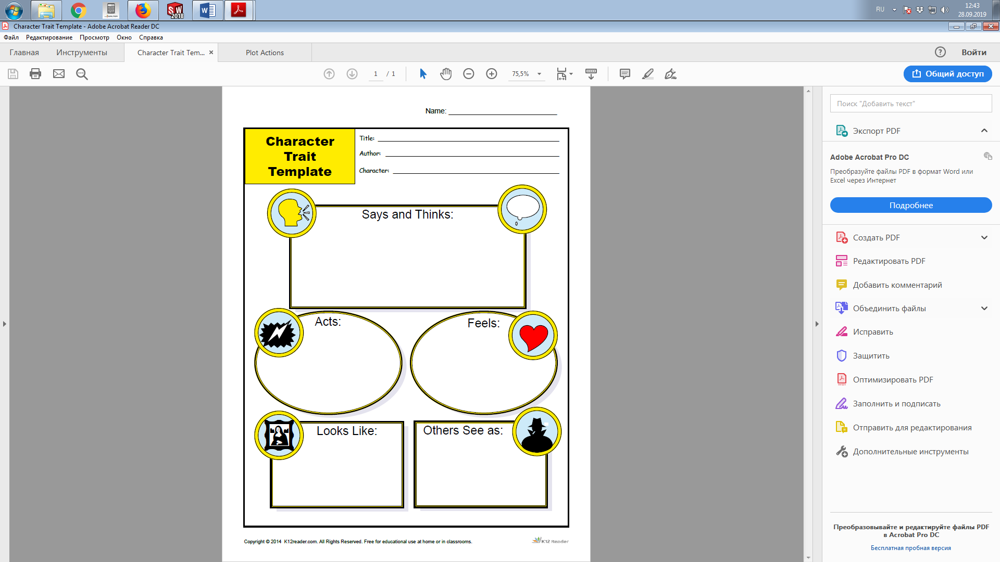 SW
2018
RU
12:43
28.09.2019
Character Trait Template - Adobe Acrobat Reader DC
Файл Редактирование Просмотр Окно Справка
Главная Инструменты Character Trait Tem... Plot Actions Войти
1 / 1 75,5% Общий доступ
Name:
Character
Trait
Template
Title:
Author:
Character:
Says and Thinks:
Acts:
Feels:
Looks Like:
Others See as:
Copyright © 2014 K12reader.com. All Rights Reserved. Free for educational use at home or in classrooms.
K12 Reader
Поиск "Добавить текст"
Экспорт PDF
Adobe Acrobat Pro DC
Преобразуйте файлы PDF в формат Word или
Excel через Интернет
Подробнее
Создать PDF
Редактировать PDF
Добавить комментарий
Объединить файлы
Исправить
Защитить
Оптимизировать PDF
Заполнить и подписать
Отправить для редактирования
Дополнительные инструменты
Преобразовывайте и редактируйте файлы PDF
в Acrobat Pro DC
Бесплатная пробная версия